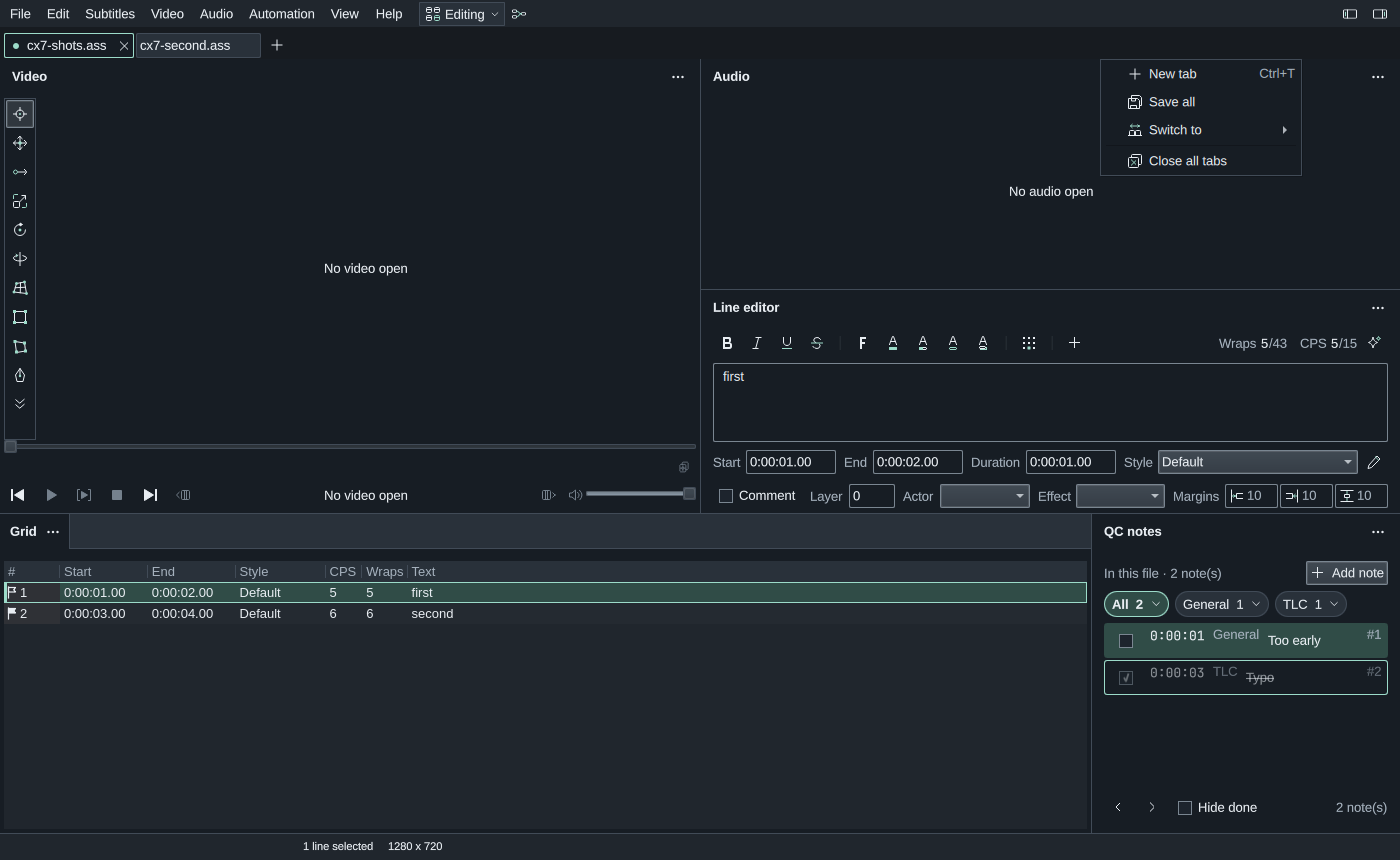 File Edit Subtitles Video Audio Automation View Help Editing
cx7-shots.ass cx7-second.ass
Video
Audio
New tab Ctrl+T
Save all
Switch to
Close all tabs
No audio open
No video open
Line editor
B I U S F A A A A Wraps 5/43 CPS 5/15
first
Start 0:00:01.00 End 0:00:02.00 Duration 0:00:01.00 Style Default
No video open
Comment Layer 0 Actor Effect Margins 10 10 10
Grid
# Start End Style CPS Wraps Text
1 0:00:01.00 0:00:02.00 Default 5 5 first
2 0:00:03.00 0:00:04.00 Default 6 6 second
QC notes
In this file · 2 note(s) Add note
All 2 General 1 TLC 1
0:00:01 General Too early #1
0:00:03 TLC Typo #2
Hide done 2 note(s)
1 line selected 1280 x 720